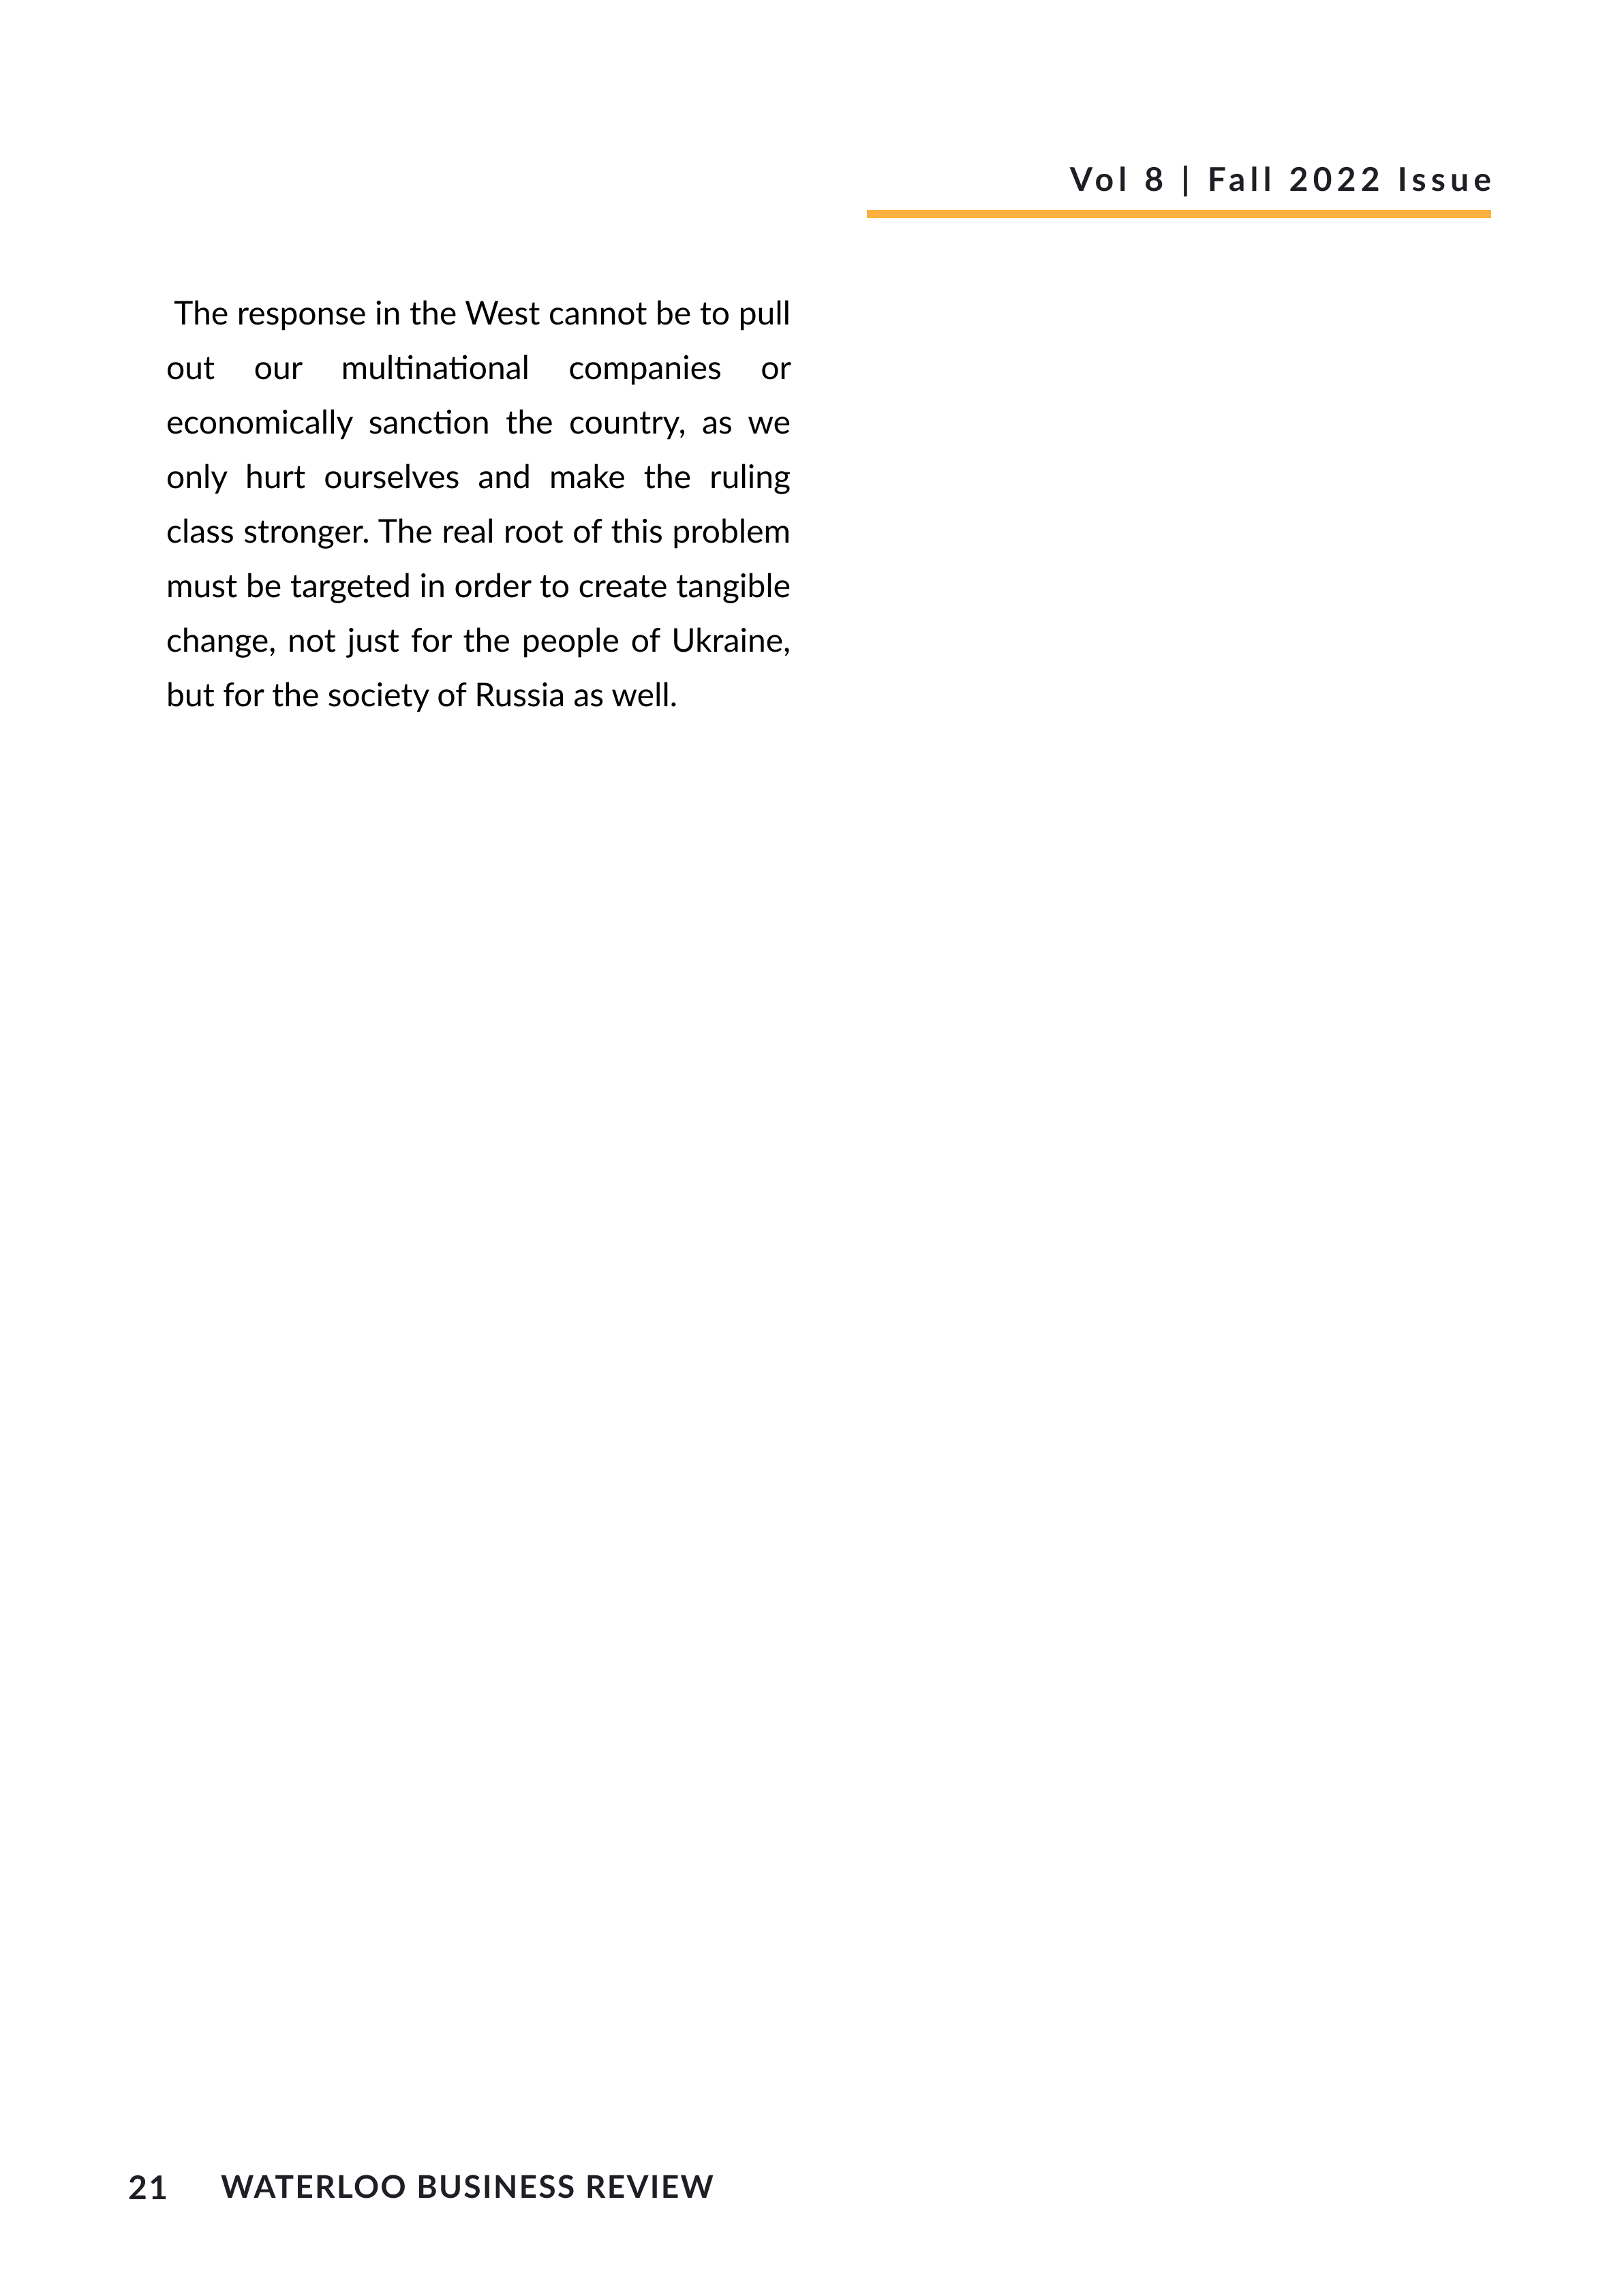 Vol 8 | Fall 2022 Issue
The response in the West cannot be to pull
out our multinational companies or
economically sanction the country, as we
only hurt ourselves and make the ruling
class stronger. The real root of this problem
must be targeted in order to create tangible
change, not just for the people of Ukraine,
but for the society of Russia as well.
21 WATERLOO BUSINESS REVIEW